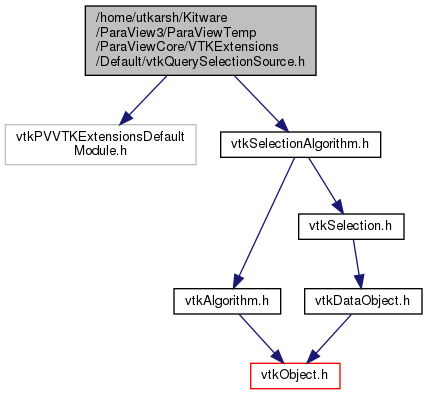 /home/utkarsh/Kitware
/ParaView3/ParaViewTemp
/ParaViewCore/VTKExtensions
/Default/vtkQuerySelectionSource.h
vtkPVVTKExtensionsDefault
Module.h
vtkSelectionAlgorithm.h
vtkSelection.h
vtkAlgorithm.h
vtkDataObject.h
vtkObject.h